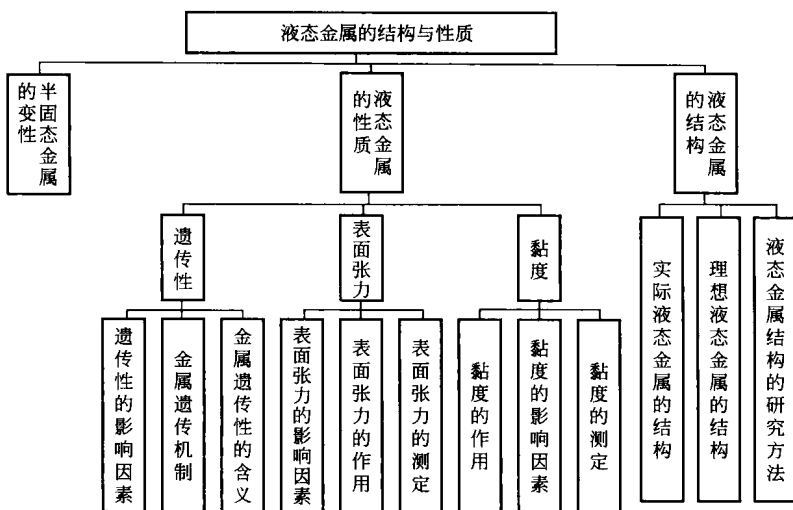 液态金属的结构与性质
半固态金属
的变性
液态金属
的性质
液态金属
的结构
遗传性
表面张力
黏度
实际液态金属的结构
理想液态金属的结构
液态金属结构的研究方法
遗传性的影响因素
金属遗传机制
金属遗传性的含义
表面张力的影响因素
表面张力的作用
表面张力的测定
黏度的作用
黏度的影响因素
黏度的测定